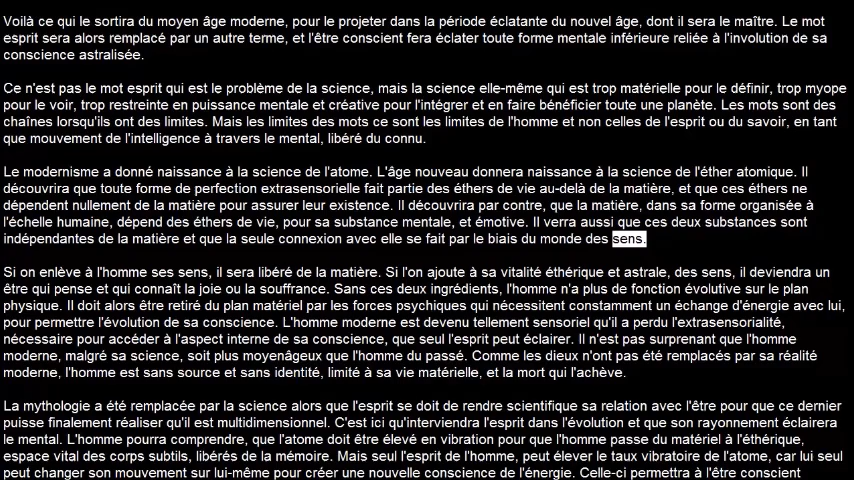 Voilà ce qui le sortira du moyen âge moderne, pour le projeter dans la période éclatante du nouvel âge, dont il sera le maître. Le mot
esprit sera alors remplacé par un autre terme, et l'être conscient fera éclater toute forme mentale inférieure reliée à l'involution de sa
conscience astralisée.
Ce n'est pas le mot esprit qui est le problème de la science, mais la science elle-même qui est trop matérielle pour le définir, trop myope
pour le voir, trop restreinte en puissance mentale et créative pour l'intégrer et en faire bénéficier toute une planète. Les mots sont des
chaînes lorsqu'ils ont des limites. Mais les limites des mots ce sont les limites de l'homme et non celles de l'esprit ou du savoir, en tant
que mouvement de l'intelligence à travers le mental, libéré du connu.
Le modernisme a donné naissance à la science de l'atome. L'âge nouveau donnera naissance à la science de l'éther atomique. Il
découvrira que toute forme de perfection extrasensorielle fait partie des éthers de vie au-delà de la matière, et que ces éthers ne
dépendent nullement de la matière pour assurer leur existence. Il découvrira par contre, que la matière, dans sa forme organisée à
l'échelle humaine, dépend des éthers de vie, pour sa substance mentale, et émotive. Il verra aussi que ces deux substances sont
indépendantes de la matière et que la seule connexion avec elle se fait par le biais du monde des sens.
Si on enlève à l'homme ses sens, il sera libéré de la matière. Si l'on ajoute à sa vitalité éthérique et astrale, des sens, il deviendra un
être qui pense et qui connaît la joie ou la souffrance. Sans ces deux ingrédients, l'homme n'a plus de fonction évolutive sur le plan
physique. Il doit alors être retiré du plan matériel par les forces psychiques qui nécessitent constamment un échange d'énergie avec lui,
pour permettre l'évolution de sa conscience. L'homme moderne est devenu tellement sensoriel qu'il a perdu l'extrasensorialité,
nécessaire pour accéder à l'aspect interne de sa conscience, que seul l'esprit peut éclairer. Il n'est pas surprenant que l'homme
moderne, malgré sa science, soit plus moyenâgeux que l'homme du passé. Comme les dieux n'ont pas été remplacés par sa réalité
moderne, l'homme est sans source et sans identité, limité à sa vie matérielle, et la mort qui l'achève.
La mythologie a été remplacée par la science alors que l'esprit se doit de rendre scientifique sa relation avec l'être pour que ce dernier
puisse finalement réaliser qu'il est multidimensionnel. C'est ici qu'interviendra l'esprit dans l'évolution et que son rayonnement éclairera
le mental. L'homme pourra comprendre, que l'atome doit être élevé en vibration pour que l'homme passe du matériel à l'éthérique,
espace vital des corps subtils, libérés de la mémoire. Mais seul l'esprit de l'homme, peut élever le taux vibratoire de l'atome, car lui seul
peut changer son mouvement sur lui-même pour créer une nouvelle conscience de l'énergie. Celle-ci permettra à l'être conscient